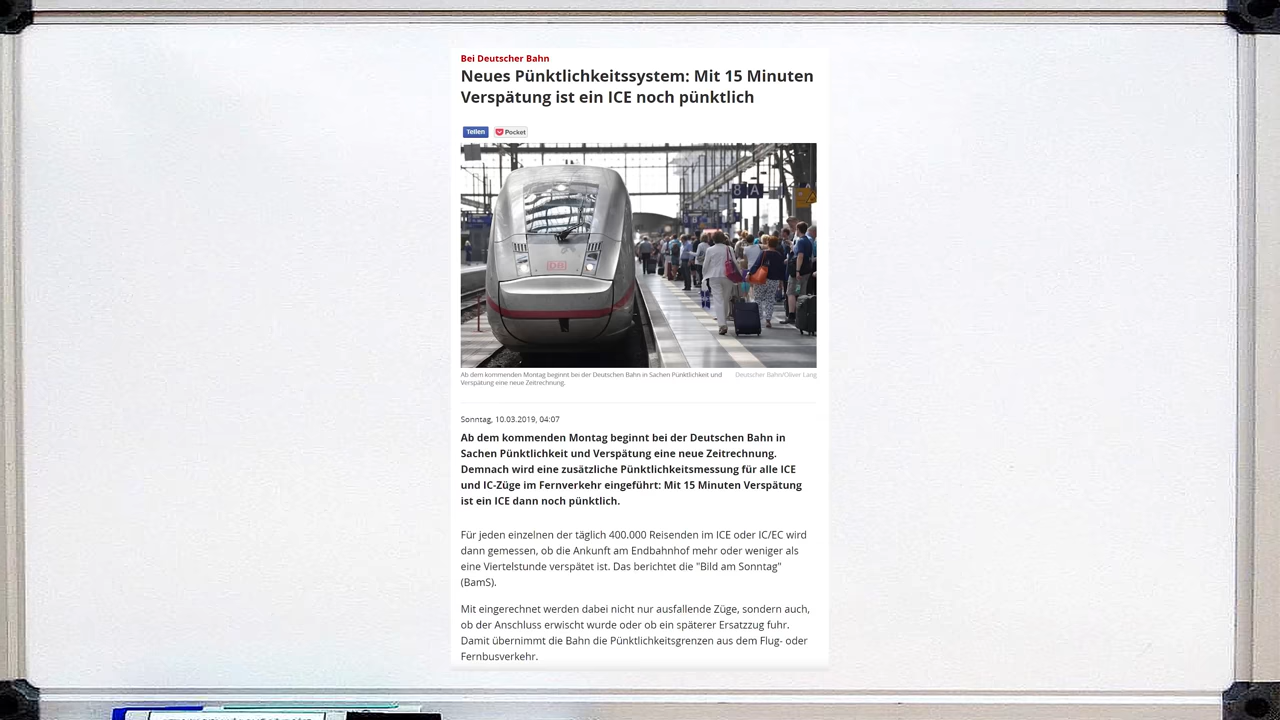 Bei Deutscher Bahn
Neues Pünktlichkeitssystem: Mit 15 Minuten
Verspätung ist ein ICE noch pünktlich
Teilen
Pocket
8 A
DB
Ab dem kommenden Montag beginnt bei der Deutschen Bahn in Sachen Pünktlichkeit und
Verspätung eine neue Zeitrechnung.
Deutscher Bahn/Oliver Lang
Sonntag, 10.03.2019, 04:07
Ab dem kommenden Montag beginnt bei der Deutschen Bahn in
Sachen Pünktlichkeit und Verspätung eine neue Zeitrechnung.
Demnach wird eine zusätzliche Pünktlichkeitsmessung für alle ICE
und IC-Züge im Fernverkehr eingeführt: Mit 15 Minuten Verspätung
ist ein ICE dann noch pünktlich.
Für jeden einzelnen der täglich 400.000 Reisenden im ICE oder IC/EC wird
dann gemessen, ob die Ankunft am Endbahnhof mehr oder weniger als
eine Viertelstunde verspätet ist. Das berichtet die "Bild am Sonntag"
(BamS).
Mit eingerechnet werden dabei nicht nur ausfallende Züge, sondern auch,
ob der Anschluss erwischt wurde oder ob ein späterer Ersatzzug fuhr.
Damit übernimmt die Bahn die Pünktlichkeitsgrenzen aus dem Flug- oder
Fernbusverkehr.